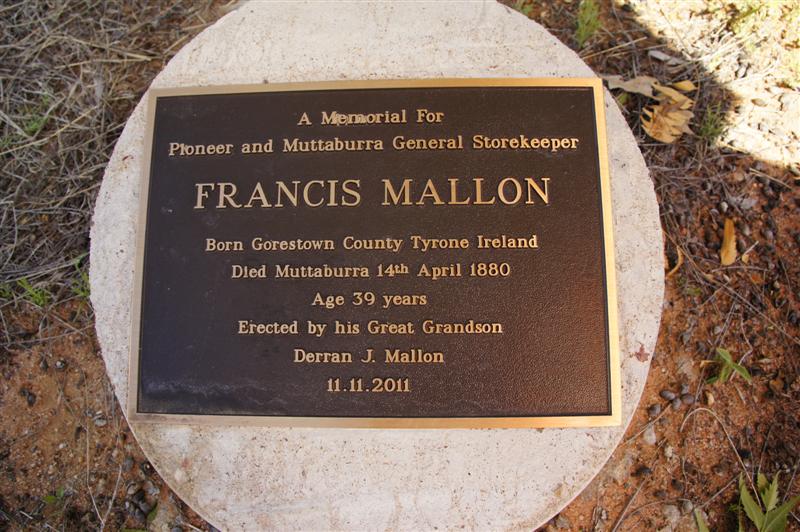 A Memorial For
Pioneer and Muttaburra General Storekeeper
FRANCIS MALLON
Born Gorestown County Tyrone Ireland
Died Muttaburra 14th April 1880
Age 39 years
Erected by his Great Grandson
Derran J. Mallon
11.11.2011